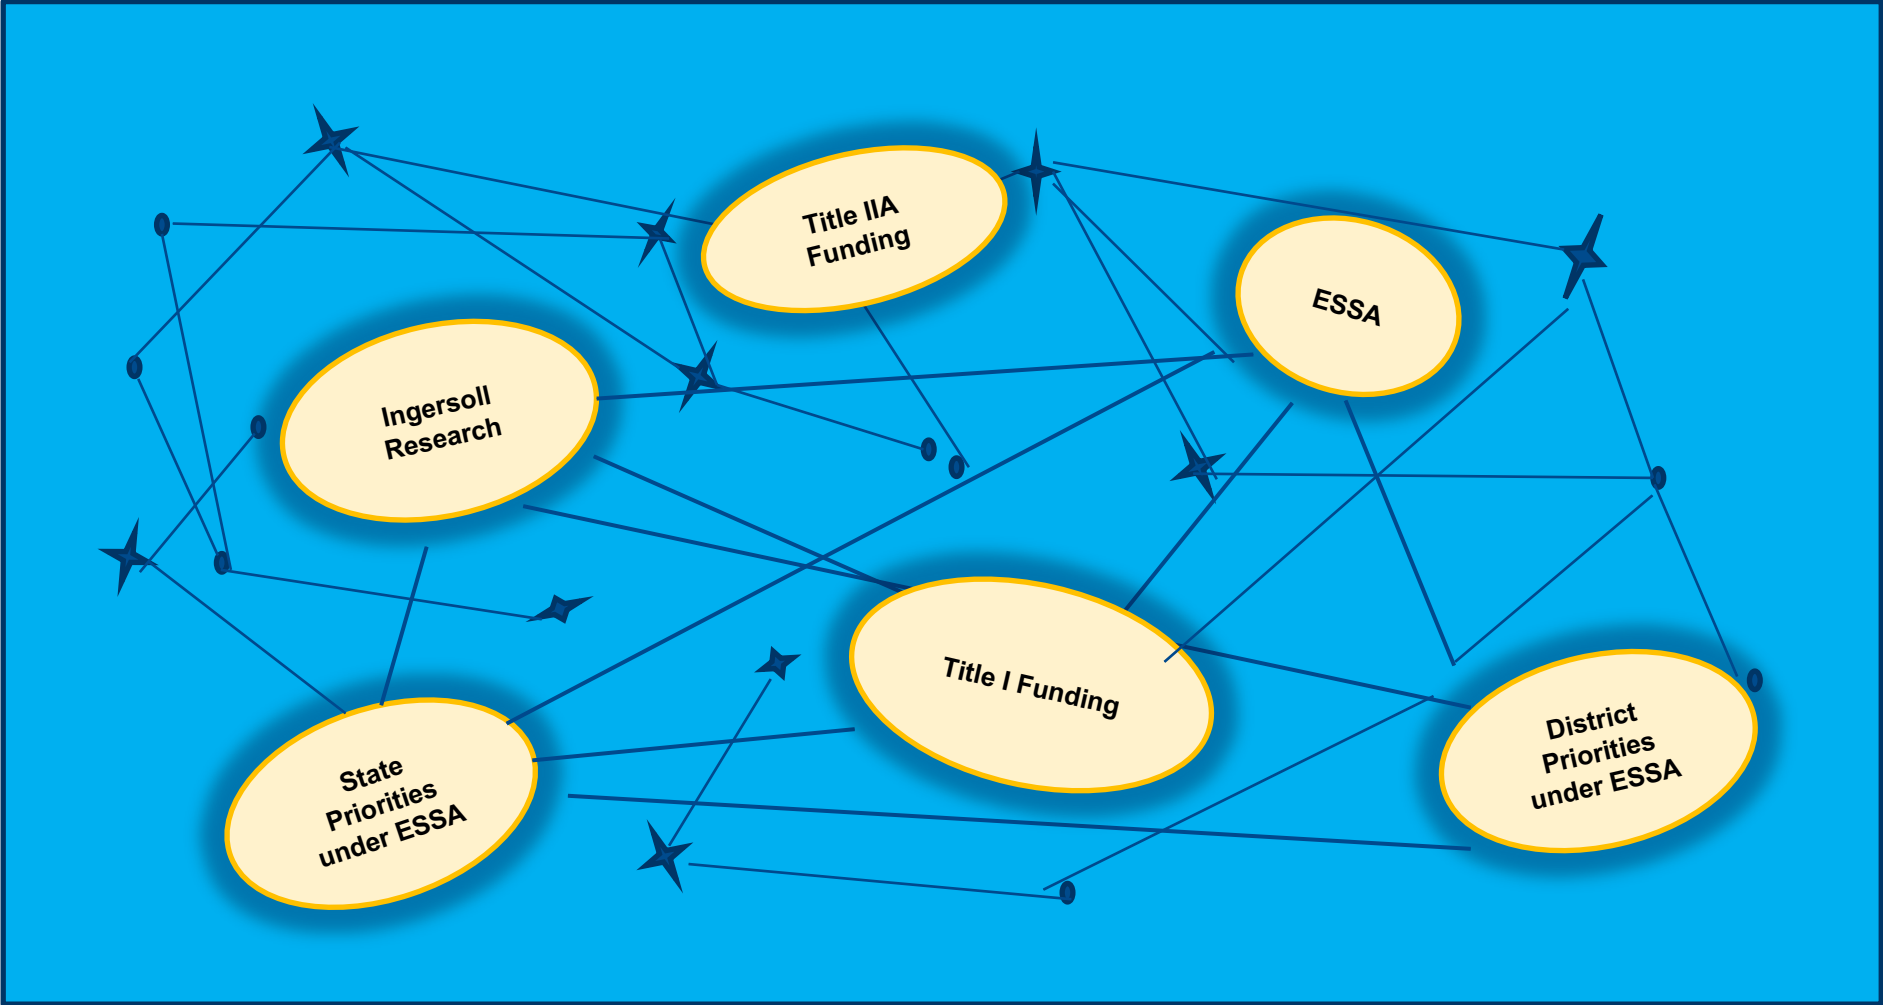 Title IIA
Funding
ESSA
Ingersoll
Research
Title I Funding
State
Priorities
under ESSA
District
Priorities
under ESSA